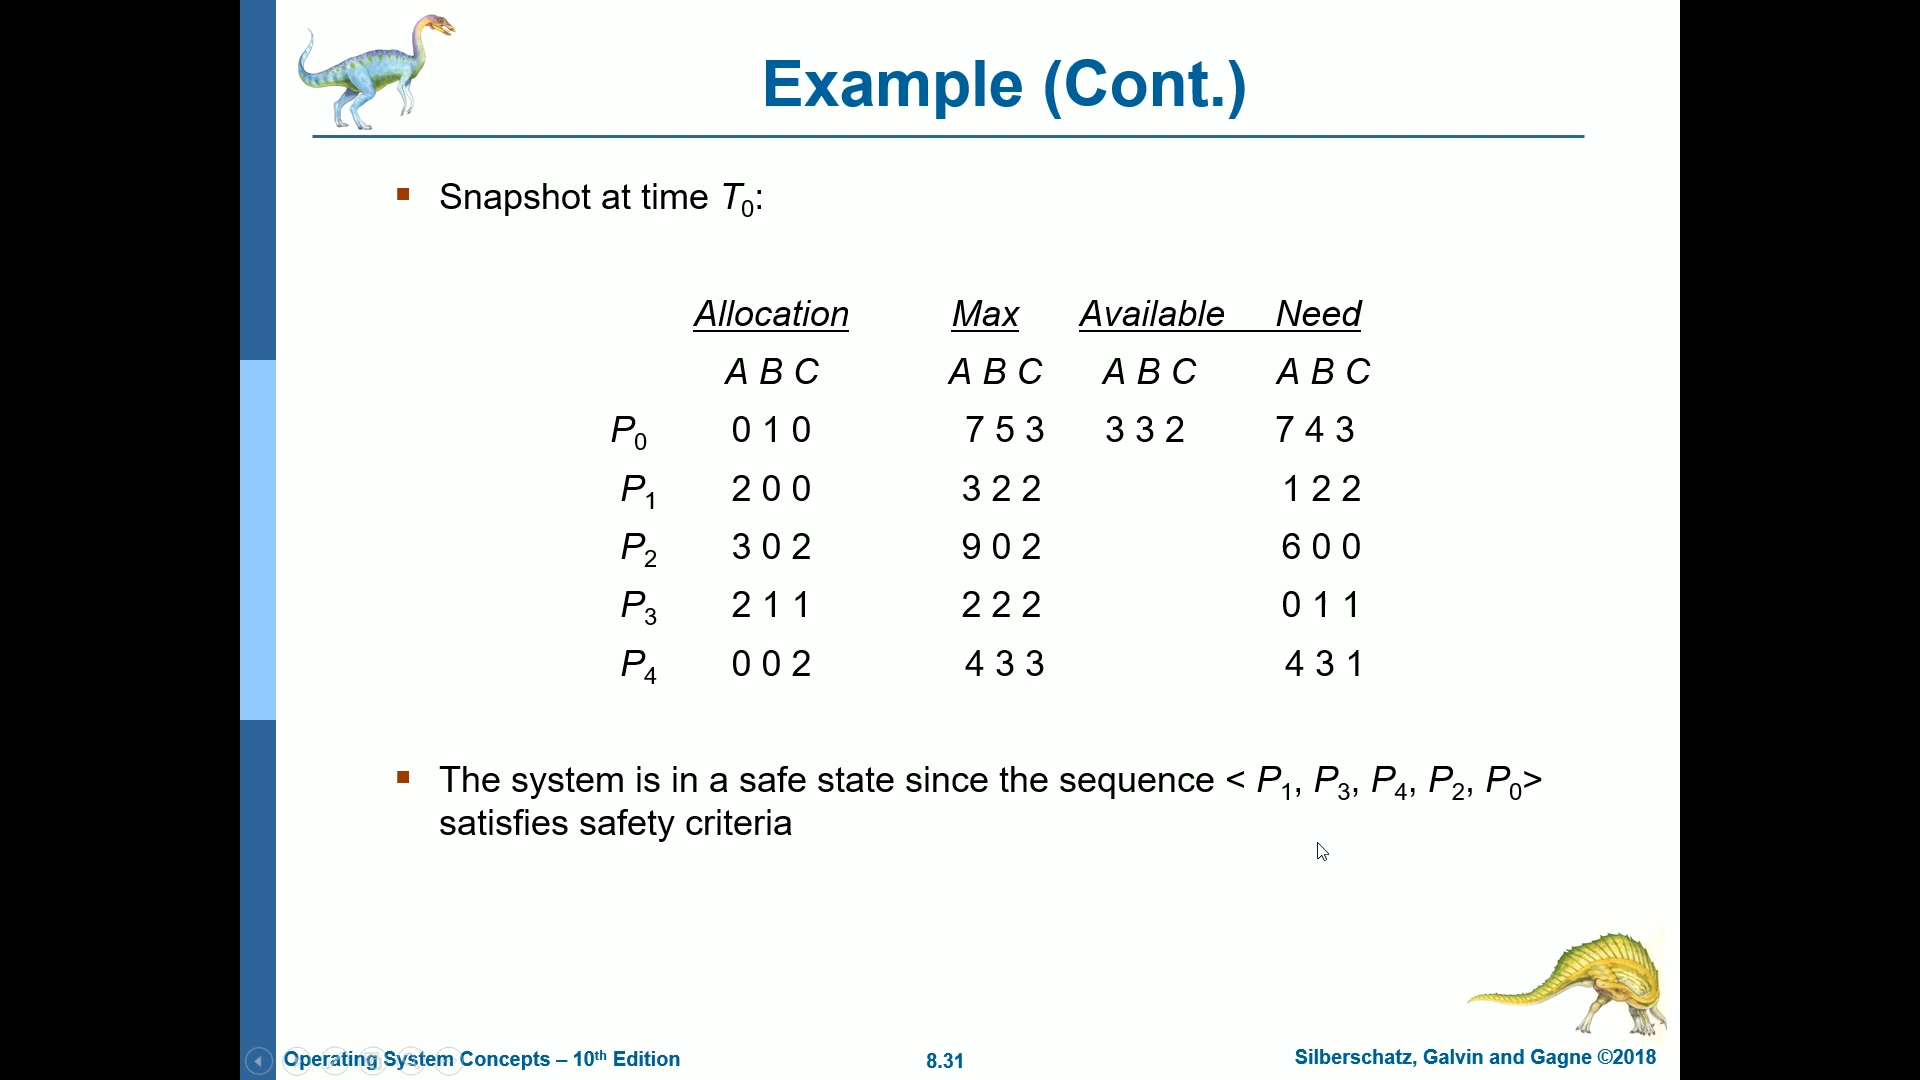 Example (Cont.)
Snapshot at time T0:
Allocation Max Available Need
A B C A B C A B C A B C
P0 0 1 0 7 5 3 3 3 2 7 4 3
P1 2 0 0 3 2 2 1 2 2
P2 3 0 2 9 0 2 6 0 0
P3 2 1 1 2 2 2 0 1 1
P4 0 0 2 4 3 3 4 3 1
The system is in a safe state since the sequence < P1, P3, P4, P2, P0>
satisfies safety criteria
Operating System Concepts – 10th Edition 8.31 Silberschatz, Galvin and Gagne ©2018